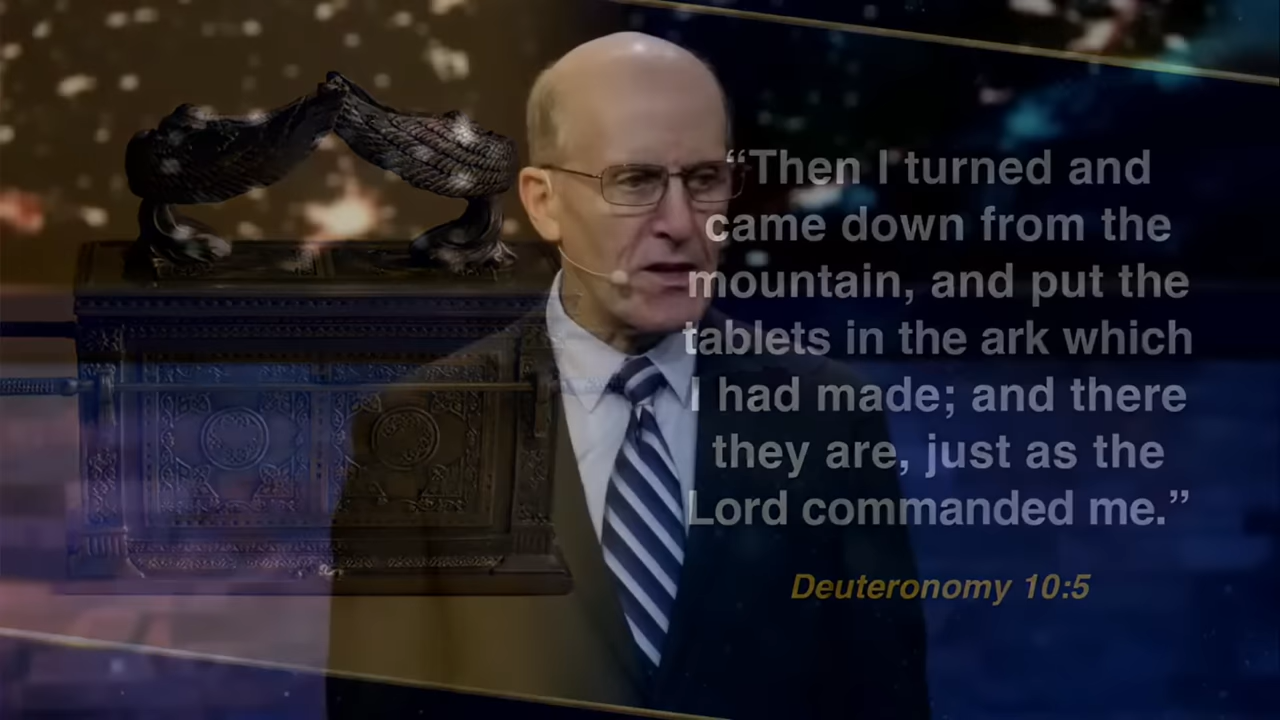 “Then I turned and
came down from the
mountain, and put the
tablets in the ark which
I had made; and there
they are, just as the
Lord commanded me.”
Deuteronomy 10:5